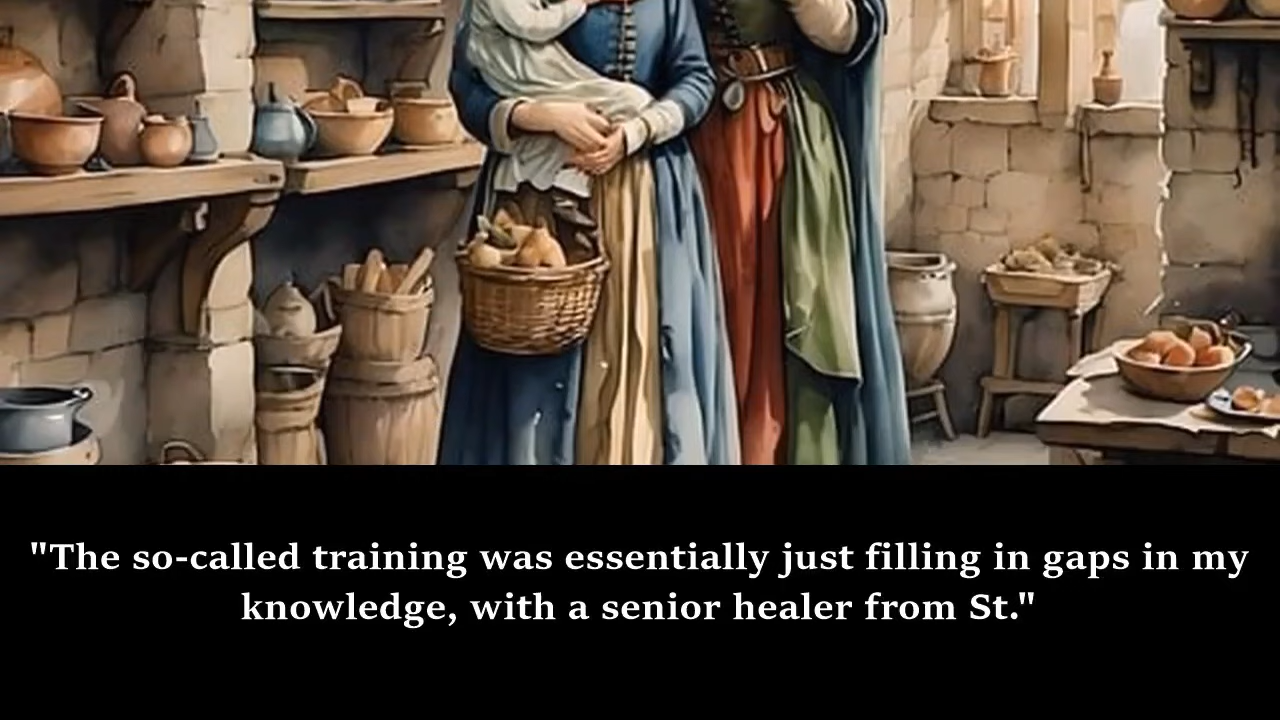 "The so-called training was essentially just filling in gaps in my
knowledge, with a senior healer from St."